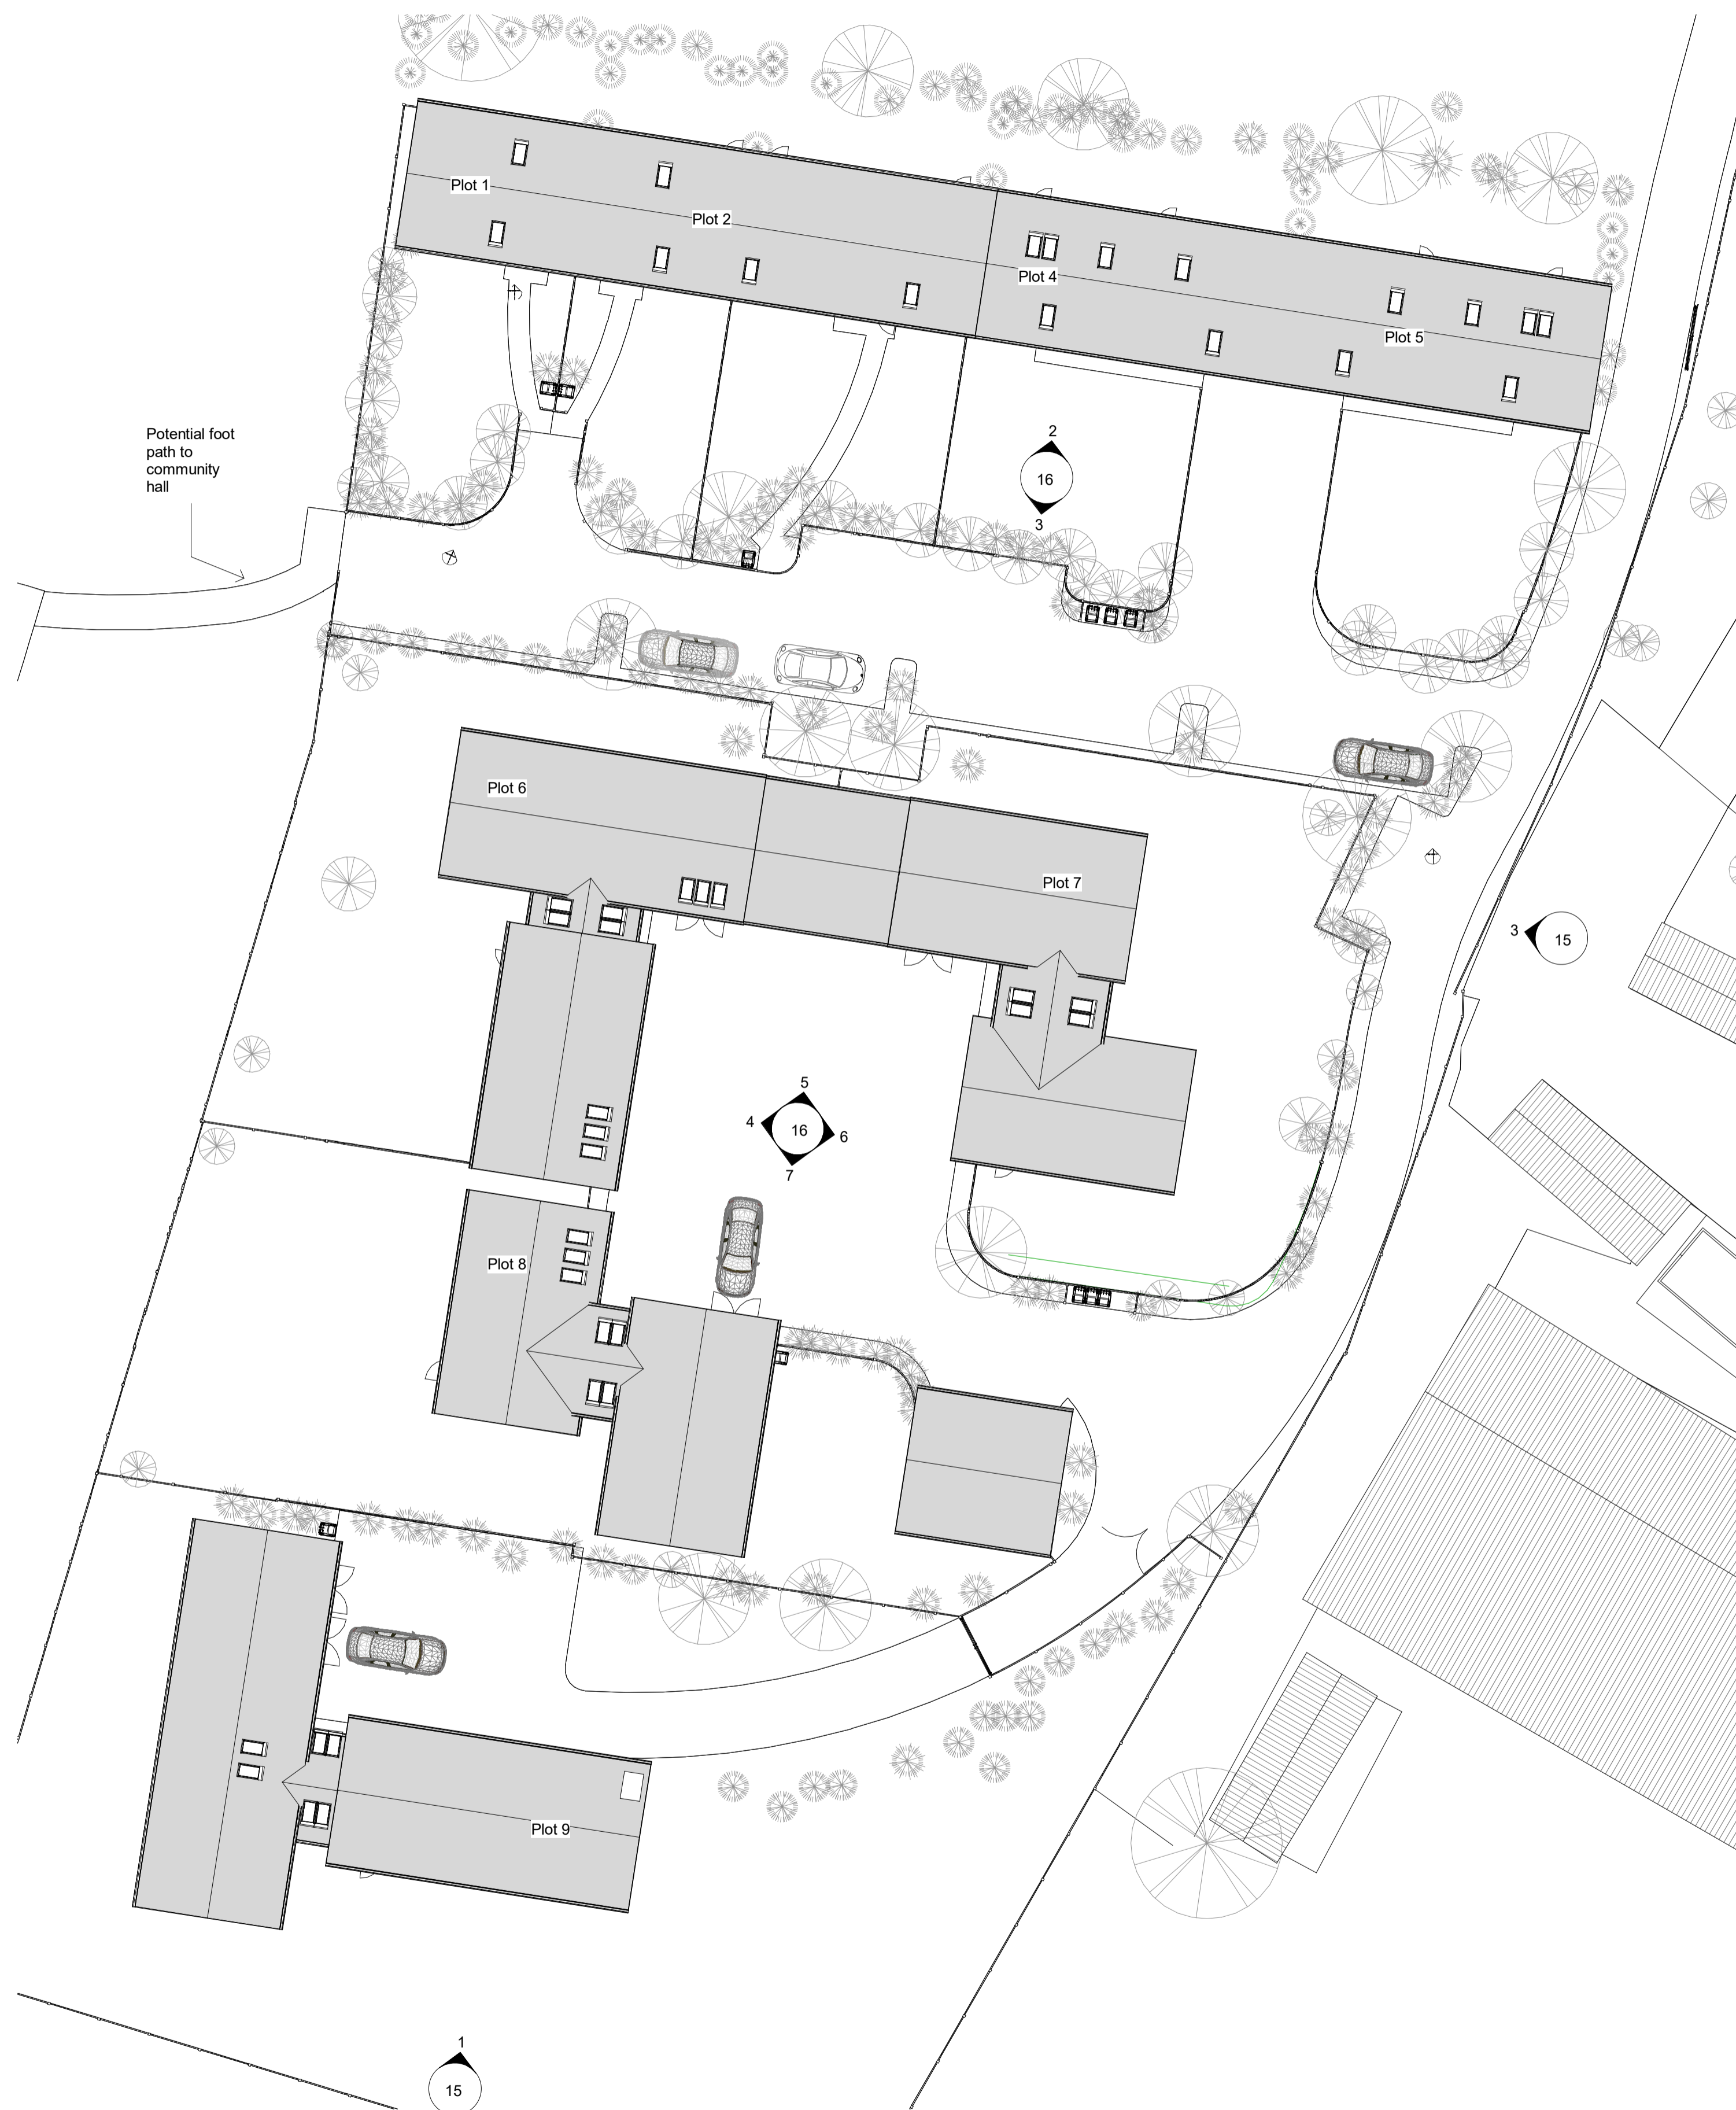 Plot 1
Plot 2
Plot 4
Plot 5
Potential foot
path to
community
hall
2
16
3
Plot 6
Plot 7
3
15
5
4
16
6
7
Plot 8
Plot 9
1
15